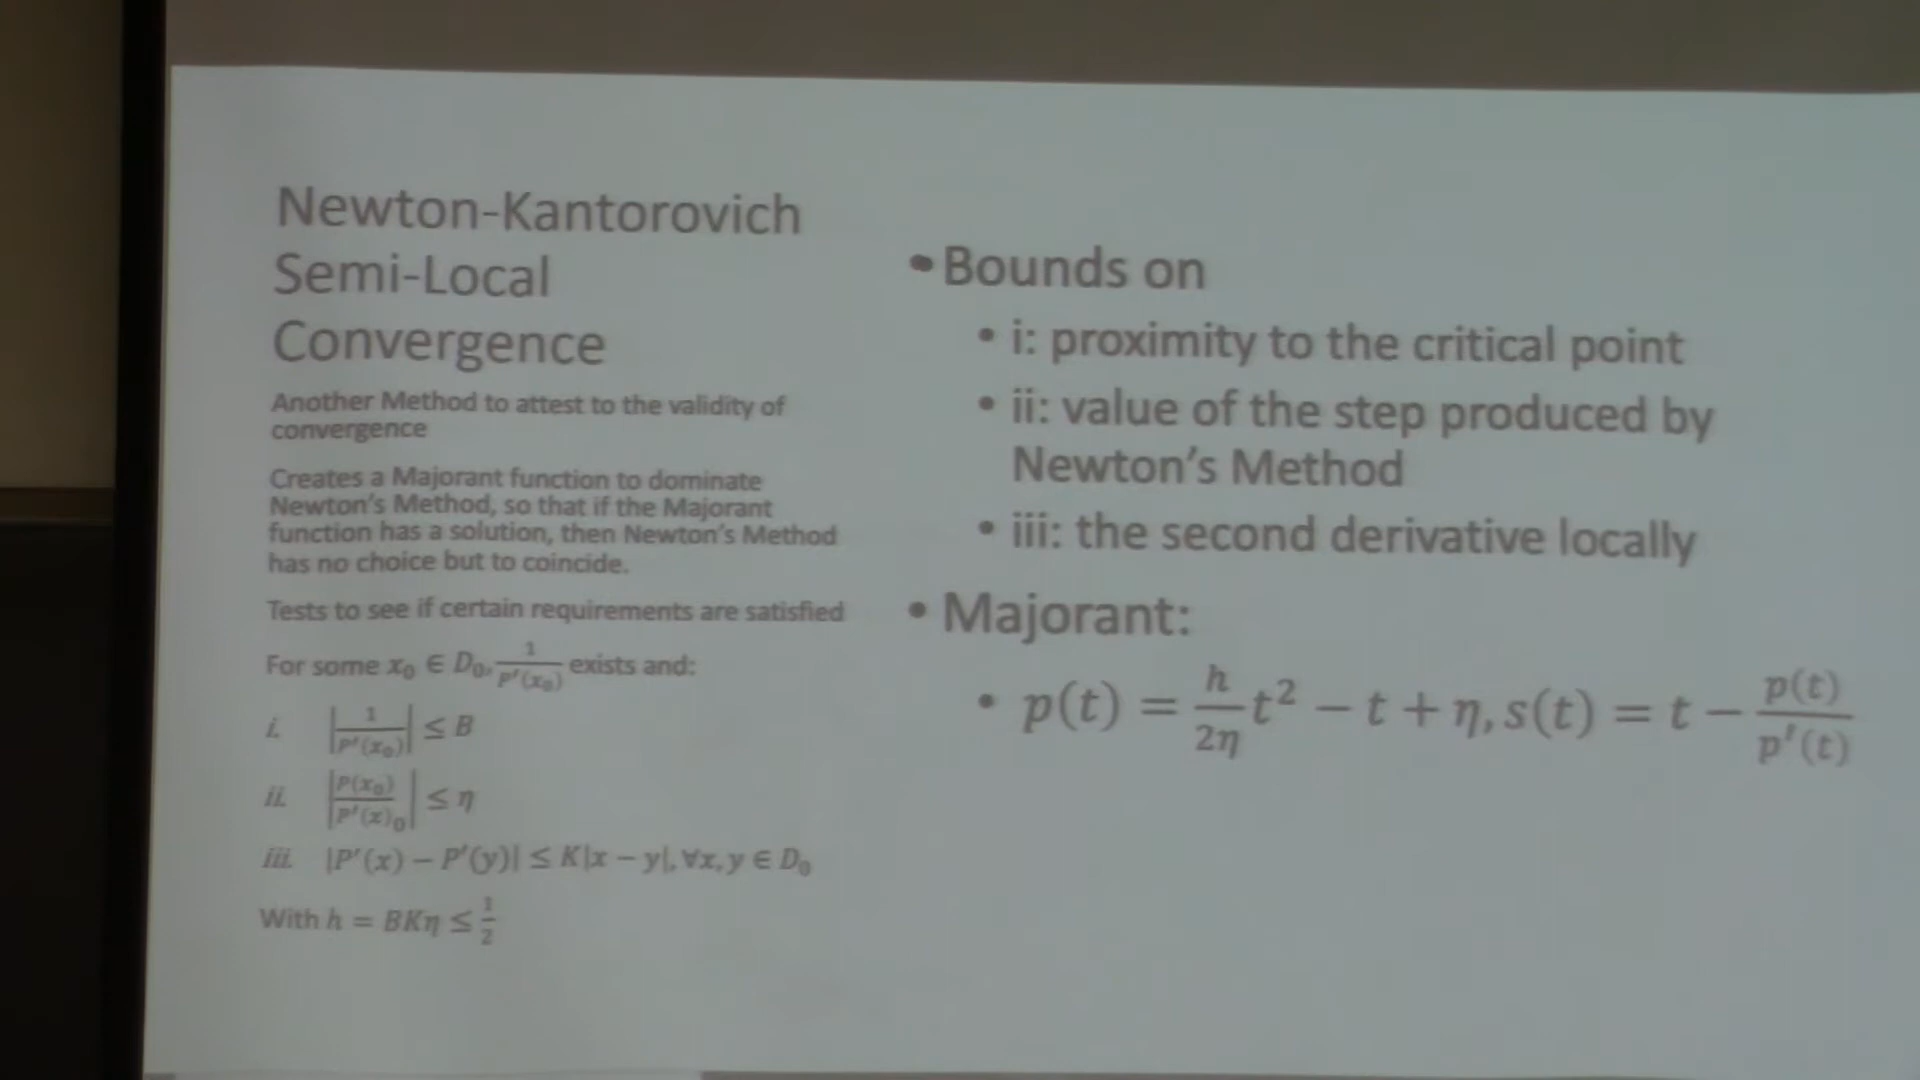 Newton-Kantorovich
Semi-Local
Convergence
Another Method to attest to the validity of
convergence
Creates a Majorant function to dominate
Newton's Method, so that if the Majorant
function has a solution, then Newton's Method
has no choice but to coincide.
Tests to see if certain requirements are satisfied
For some x₀ ∈ D₀, 1/P′(x₀) exists and:
i. |1/P′(x₀)| ≤ B
ii. |P(x₀)/P′(x)₀| ≤ η
iii. |P′(x) − P′(y)| ≤ K|x − y|, ∀x, y ∈ D₀
With h = BKη ≤ 1/2
• Bounds on
• i: proximity to the critical point
• ii: value of the step produced by
Newton's Method
• iii: the second derivative locally
• Majorant:
• p(t) = h/2η t² − t + η, s(t) = t − p(t)/p′(t)